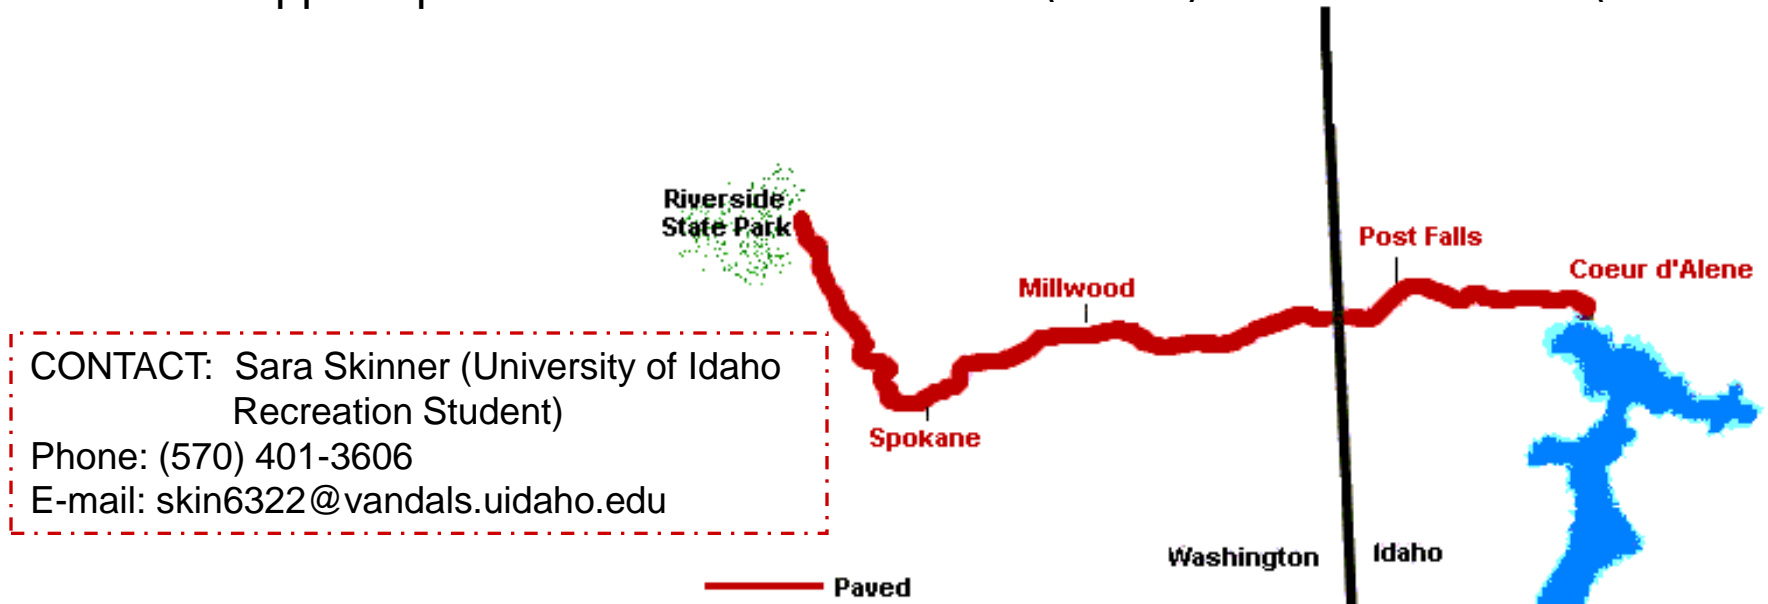 Riverside
State Park
Post Falls
Coeur d'Alene
Millwood
CONTACT: Sara Skinner (University of Idaho
Recreation Student)
Phone: (570) 401-3606
E-mail: skin6322@vandals.uidaho.edu
Spokane
Washington
Idaho
Paved